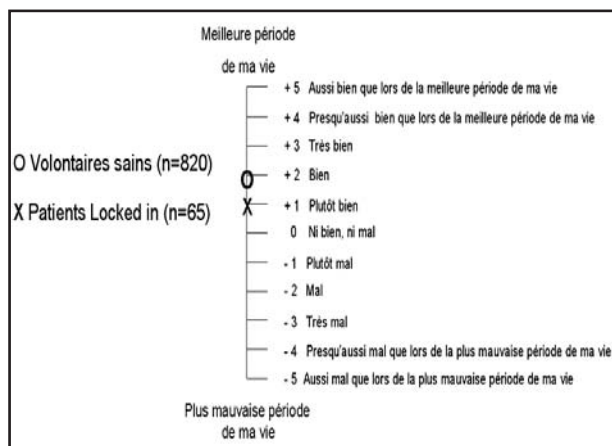 Meilleure période
de ma vie
+ 5 Aussi bien que lors de la meilleure période de ma vie
+ 4 Presqu'aussi bien que lors de la meilleure période de ma vie
+ 3 Très bien
O Volontaires sains (n=820)
+ 2 Bien
O
X Patients Locked in (n=65)
+ 1 Plutôt bien
X
0 Ni bien, ni mal
- 1 Plutôt mal
- 2 Mal
- 3 Très mal
- 4 Presqu'aussi mal que lors de la plus mauvaise période de ma vie
- 5 Aussi mal que lors de la plus mauvaise période de ma vie
Plus mauvaise période
de ma vie